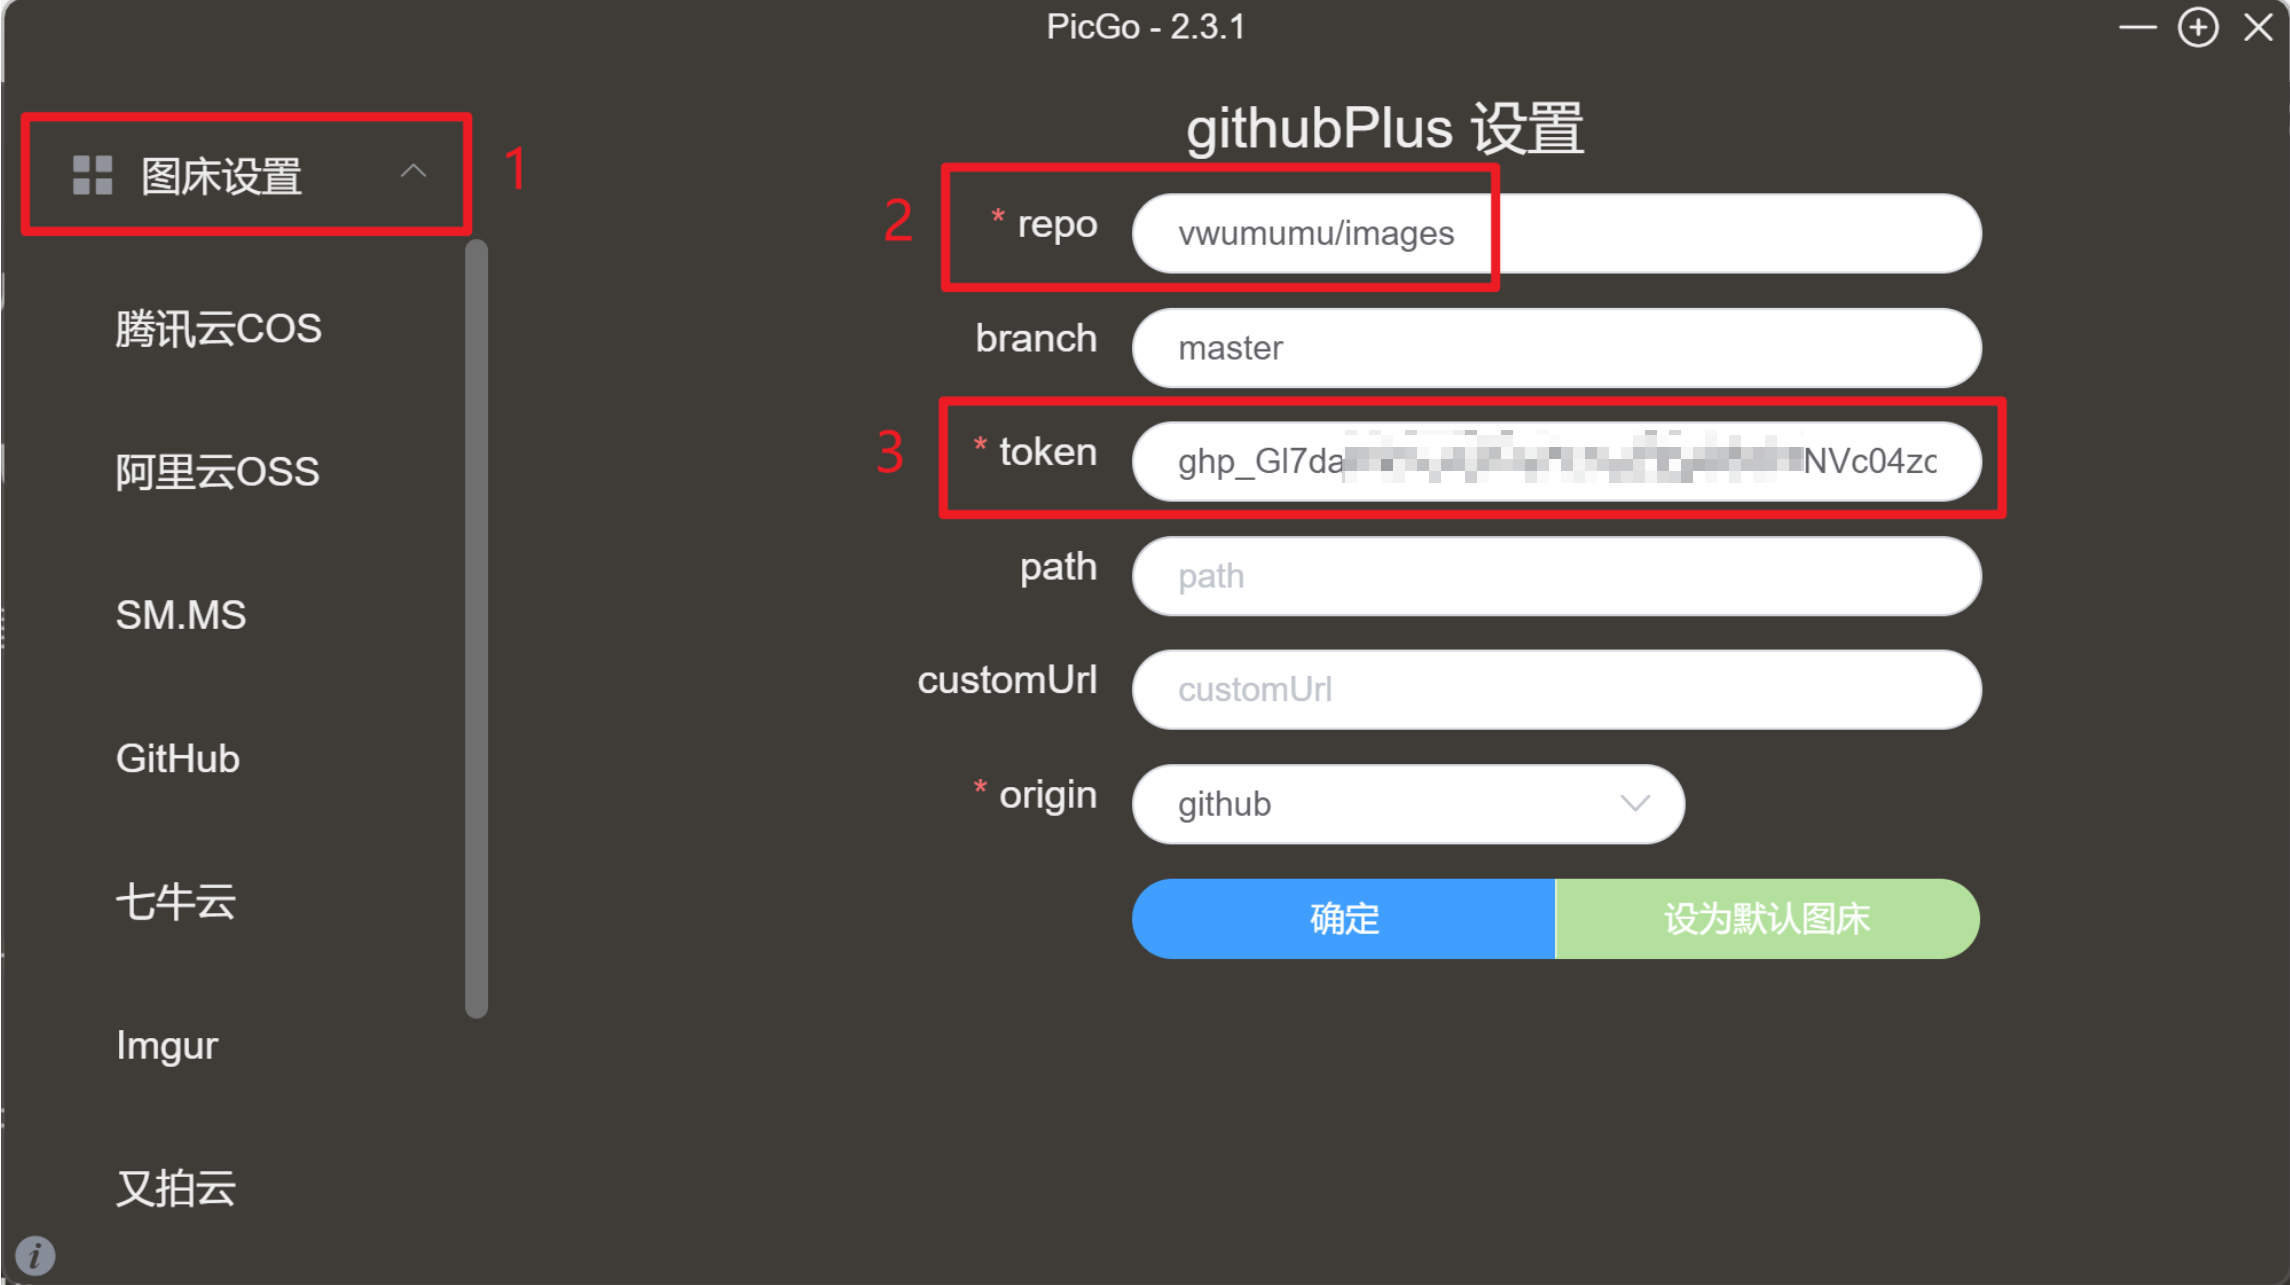 PicGo - 2.3.1
图床设置
1
腾讯云COS
阿里云OSS
SM.MS
GitHub
七牛云
Imgur
又拍云
githubPlus 设置
2
* repo
vwumumu/images
branch
master
3
* token
ghp_Gl7da
NVc04zc
path
path
customUrl
customUrl
* origin
github
确定
设为默认图床